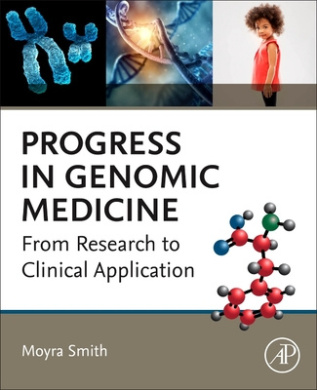 PROGRESS
IN GENOMIC
MEDICINE
From Research to
Clinical Application
Moyra Smith
AP